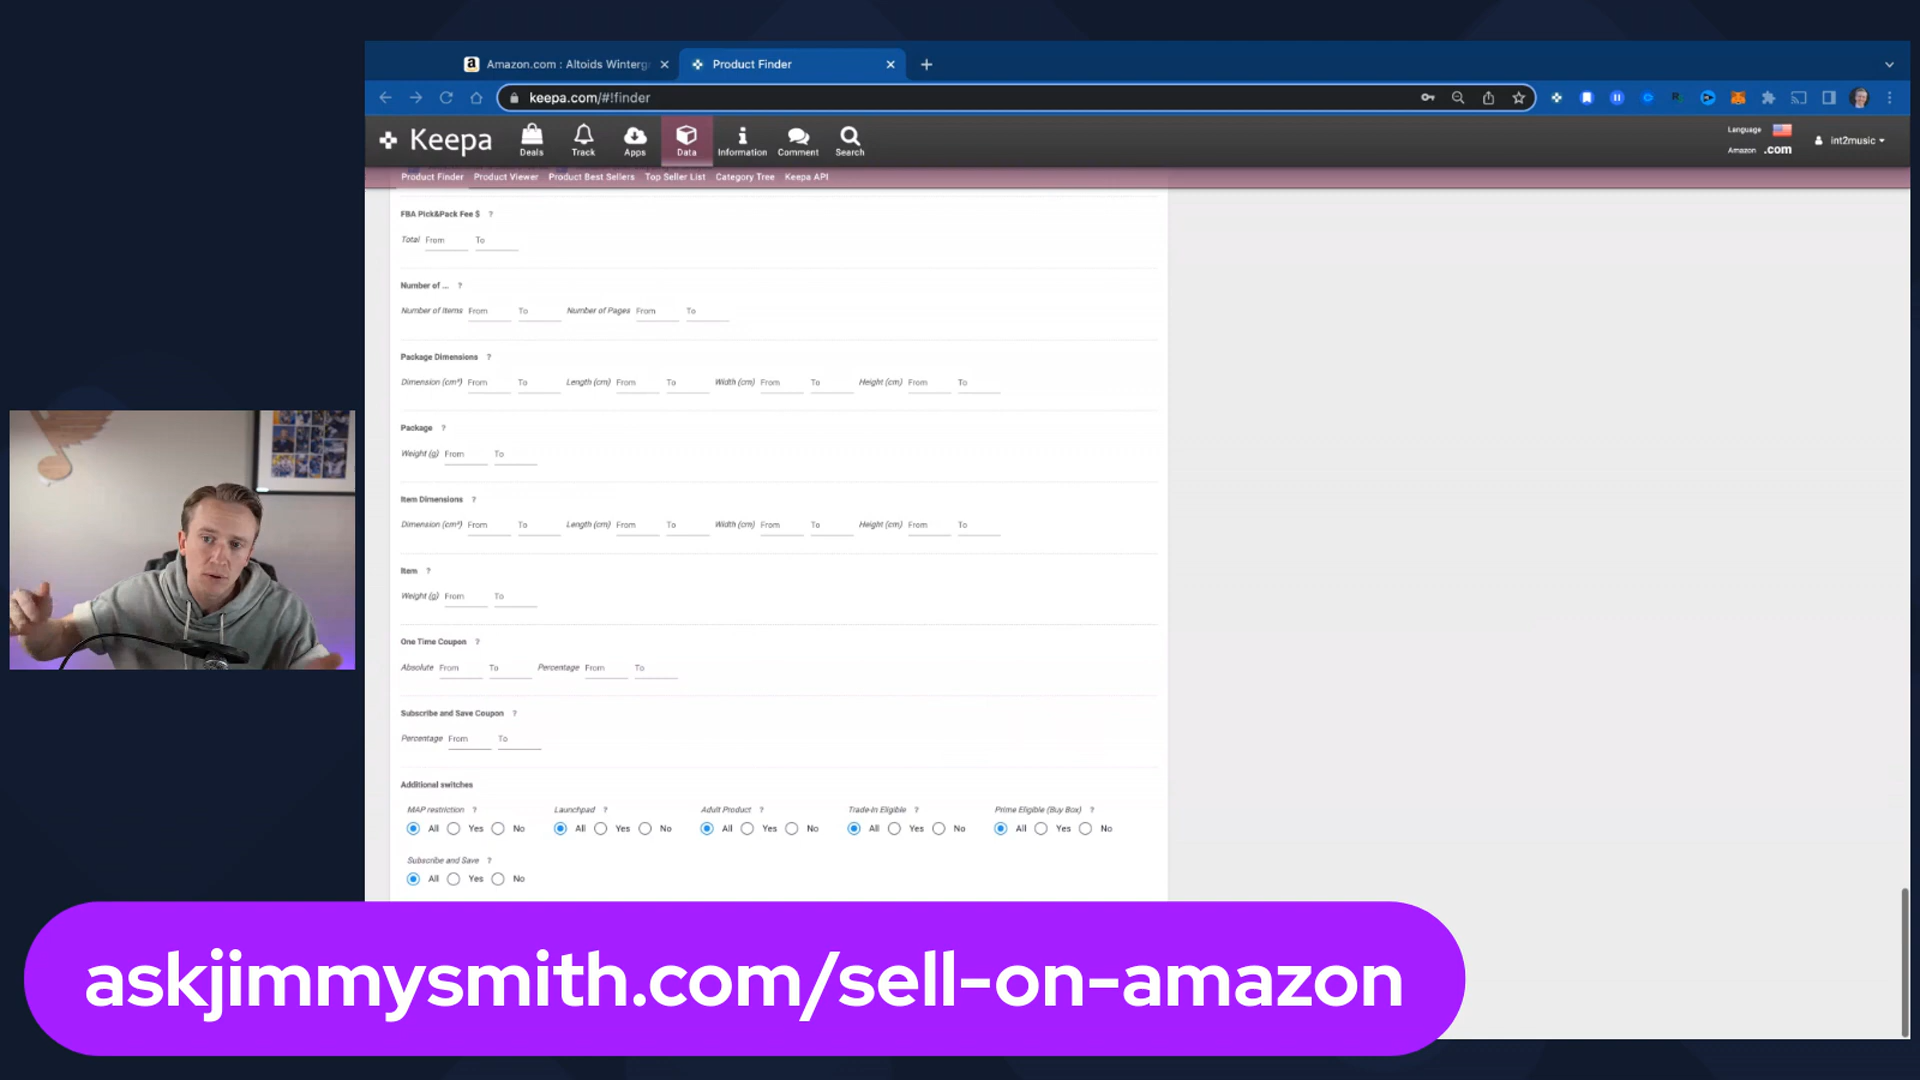 Amazon.com : Altoids Winterg
Product Finder
keepa.com/#!finder
Keepa
Deals
Track
Apps
Data
Information
Comment
Search
Language
Amazon .com
int2music
Product Finder Product Viewer Product Best Sellers Top Seller List Category Tree Keepa API
FBA Pick&Pack Fee $ ?
Total From To
Number of ... ?
Number of Items From To Number of Pages From To
Package Dimensions ?
Dimension (cm³) From To Length (cm) From To Width (cm) From To Height (cm) From To
Package ?
Weight (g) From To
Item Dimensions ?
Dimension (cm³) From To Length (cm) From To Width (cm) From To Height (cm) From To
Item ?
Weight (g) From To
One Time Coupon ?
Absolute From To Percentage From To
Subscribe and Save Coupon ?
Percentage From To
Additional switches
MAP restriction ? Launchpad ? Adult Product ? Trade-In Eligible ? Prime Eligible (Buy Box) ?
All Yes No All Yes No All Yes No All Yes No All Yes No
Subscribe and Save ?
All Yes No
askjimmysmith.com/sell-on-amazon